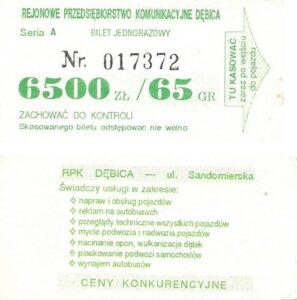 REJONOWE PRZEDSIĘBIORSTWO KOMUNIKACYJNE DĘBICA
Seria A BILET JEDNORAZOWY
Nr. 017372
6500 ZŁ / 65 GR
ZACHOWAĆ DO KONTROLI
Skasowanego biletu odstępować nie wolno
TU KASOWAĆ
zaraz po wejściu
do pojazdu
RPK DĘBICA — ul. Sandomierska
Świadczy usługi w zakresie:
napraw i obsług pojazdów
reklam na autobusach
przeglądy techniczne wszystkich pojazdów
mycie podwozia i nadwozia pojazdów
nacinanie opon, wulkanizacja dętek
piaskowanie podwozi samochodów
wynajem autobusów
CENY KONKURENCYJNE